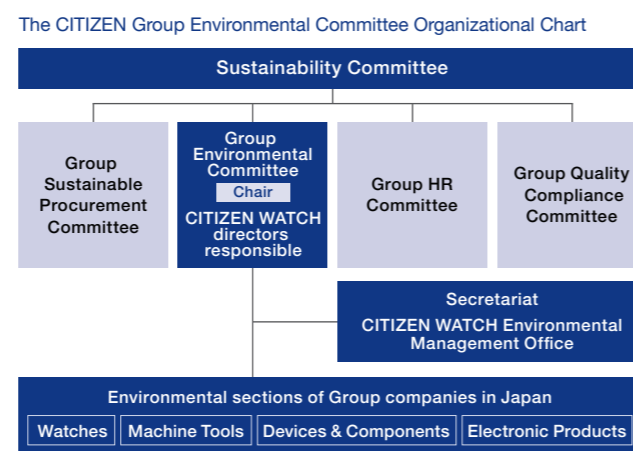 The CITIZEN Group Environmental Committee Organizational Chart
Sustainability Committee
Group
Sustainable
Procurement
Committee
Group
Environmental
Committee
Chair
CITIZEN WATCH
directors
responsible
Group HR
Committee
Group Quality
Compliance
Committee
Secretariat
CITIZEN WATCH Environmental
Management Office
Environmental sections of Group companies in Japan
Watches
Machine Tools
Devices & Components
Electronic Products